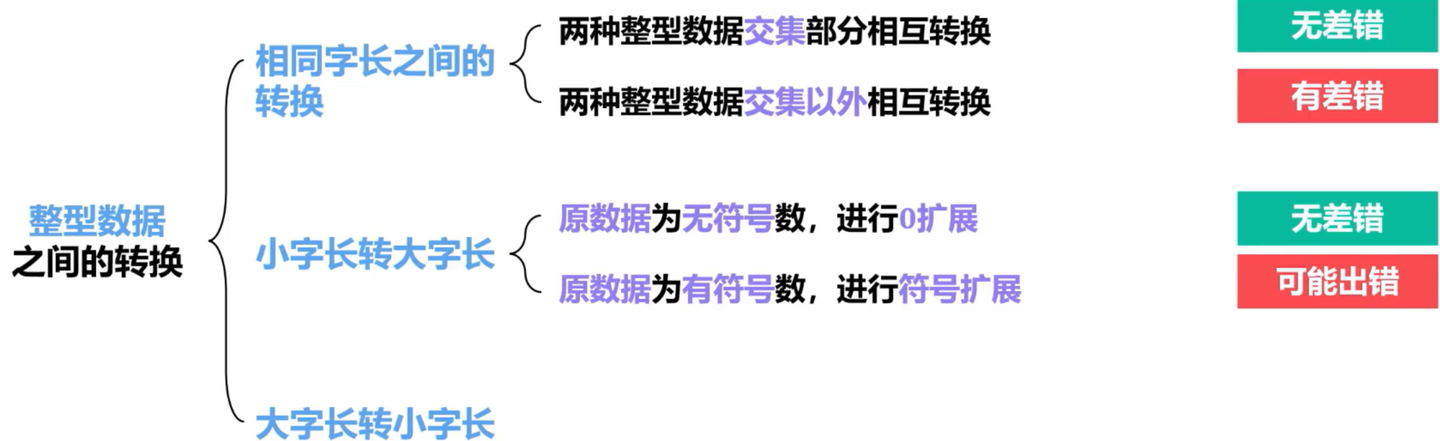 两种整型数据交集部分相互转换
无差错
相同字长之间的
转换
两种整型数据交集以外相互转换
有差错
整型数据
之间的转换
小字长转大字长
原数据为无符号数，进行0扩展
无差错
原数据为有符号数，进行符号扩展
可能出错
大字长转小字长